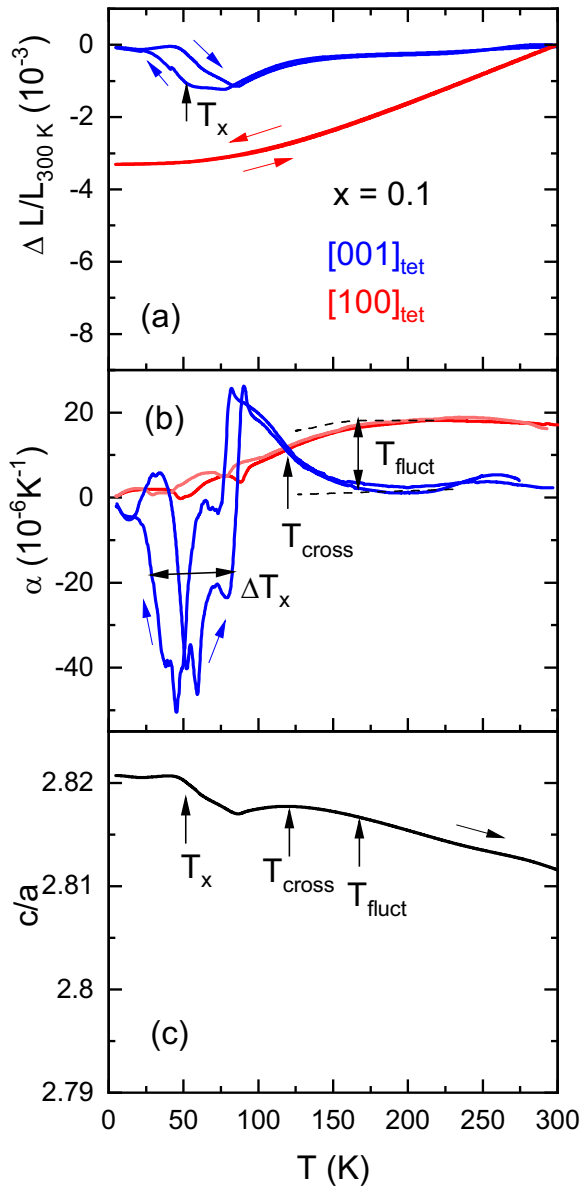 0
-2
-4
-6
-8
Δ L/L300 K (10-3)
Tx
x = 0.1
[001]tet
[100]tet
(a)
(b)
20
0
-20
-40
α (10-6K-1)
Tfluct
Tcross
ΔTx
2.82
2.81
2.8
2.79
c/a
Tx
Tcross
Tfluct
(c)
0 50 100 150 200 250 300
T (K)